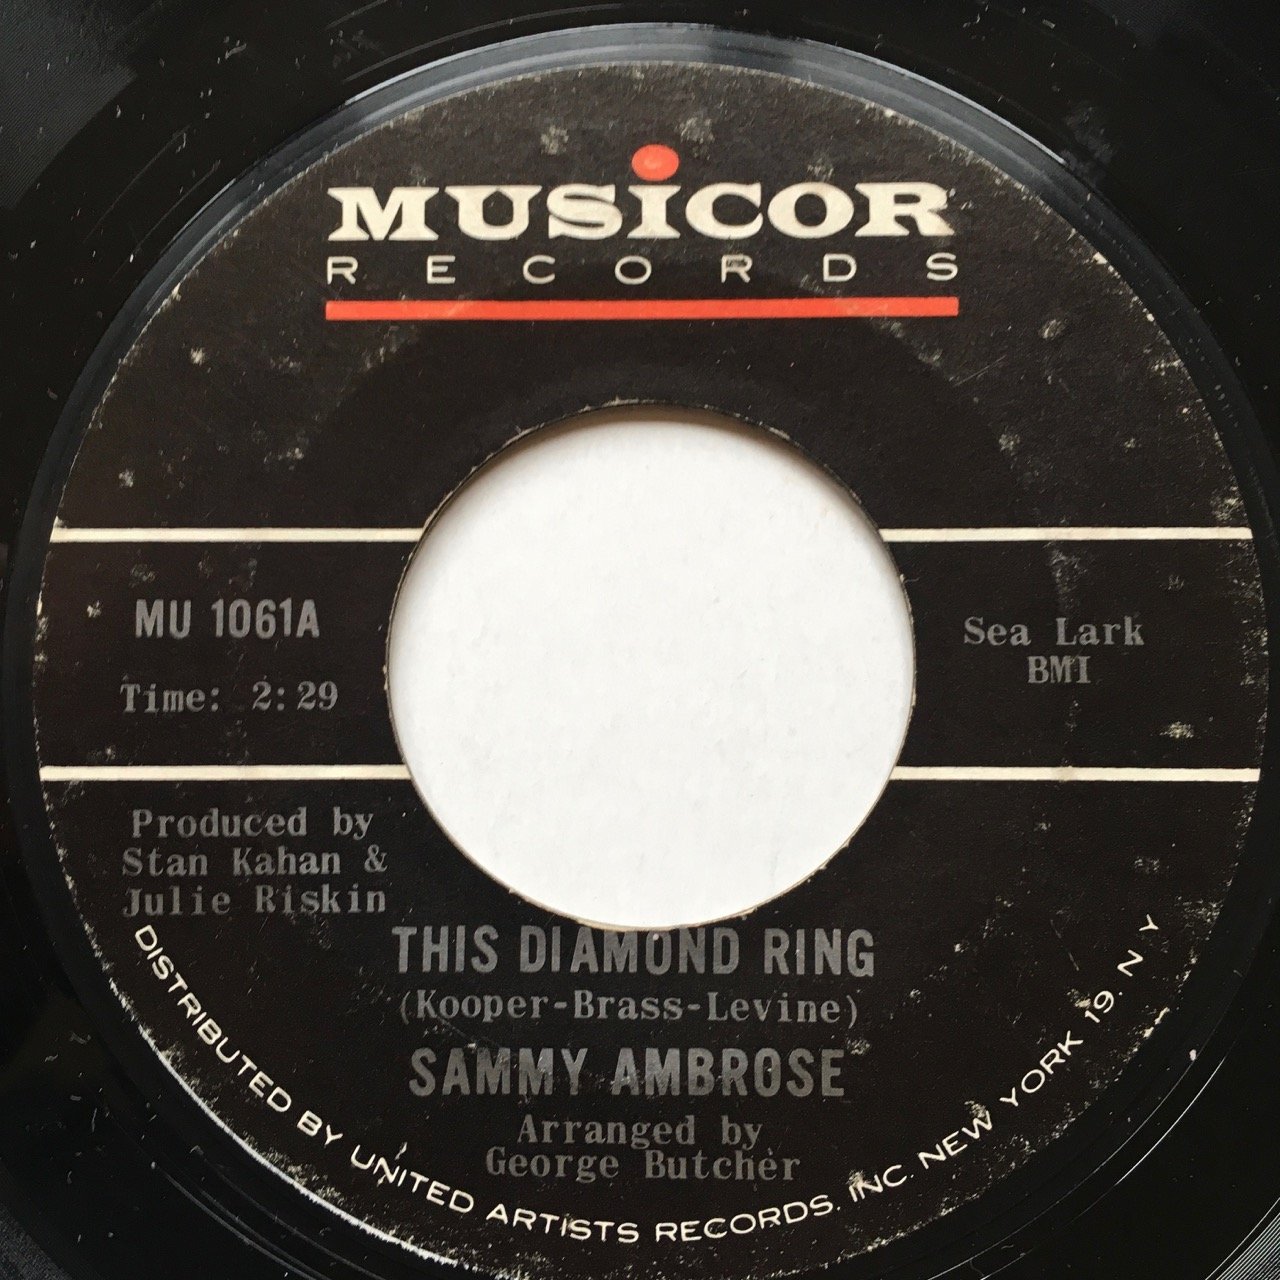 MUSiCOR
RECORDS
MU 1061A
Time: 2:29
Sea Lark
BMI
Produced by
Stan Kahan &
Julie Riskin
THIS DIAMOND RING
(Kooper-Brass-Levine)
SAMMY AMBROSE
Arranged by
George Butcher
DISTRIBUTED BY UNITED ARTISTS RECORDS, INC. NEW YORK 19, N Y